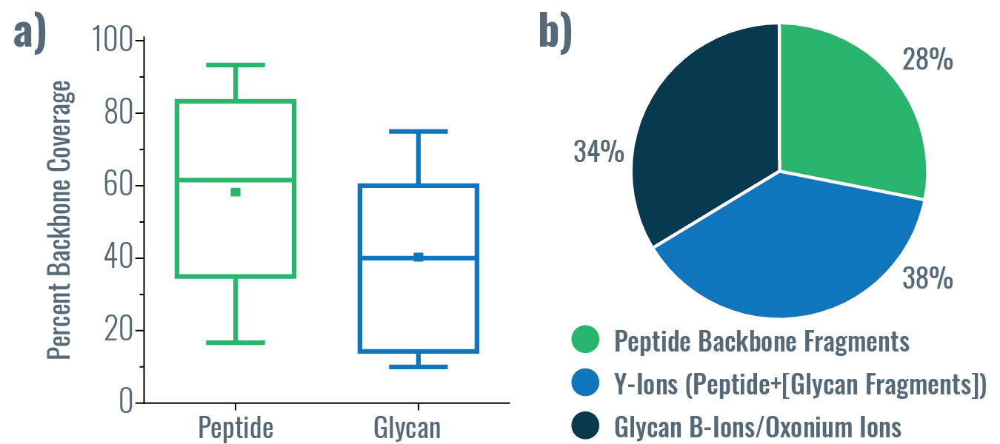 a)
Percent Backbone Coverage
100
80
60
40
20
0
Peptide
Glycan
b)
28%
34%
38%
Peptide Backbone Fragments
Y-Ions (Peptide+[Glycan Fragments])
Glycan B-Ions/Oxonium Ions